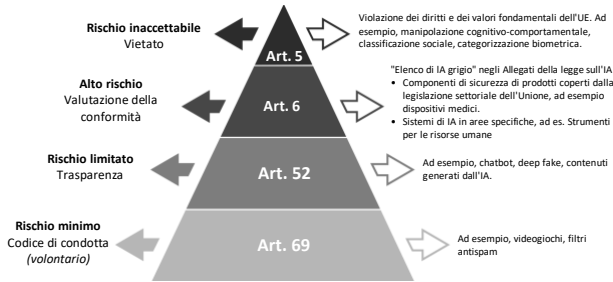 Rischio inaccettabile
Vietato
Art. 5
Violazione dei diritti e dei valori fondamentali dell'UE. Ad
esempio, manipolazione cognitivo-comportamentale,
classificazione sociale, categorizzazione biometrica.
Alto rischio
Valutazione della
conformità
Art. 6
"Elenco di IA grigio" negli Allegati della legge sull'IA
• Componenti di sicurezza di prodotti coperti dalla
legislazione settoriale dell'Unione, ad esempio
dispositivi medici.
• Sistemi di IA in aree specifiche, ad es. Strumenti
per le risorse umane
Rischio limitato
Trasparenza
Art. 52
Ad esempio, chatbot, deep fake, contenuti
generati dall'IA.
Rischio minimo
Codice di condotta
(volontario)
Art. 69
Ad esempio, videogiochi, filtri
antispam